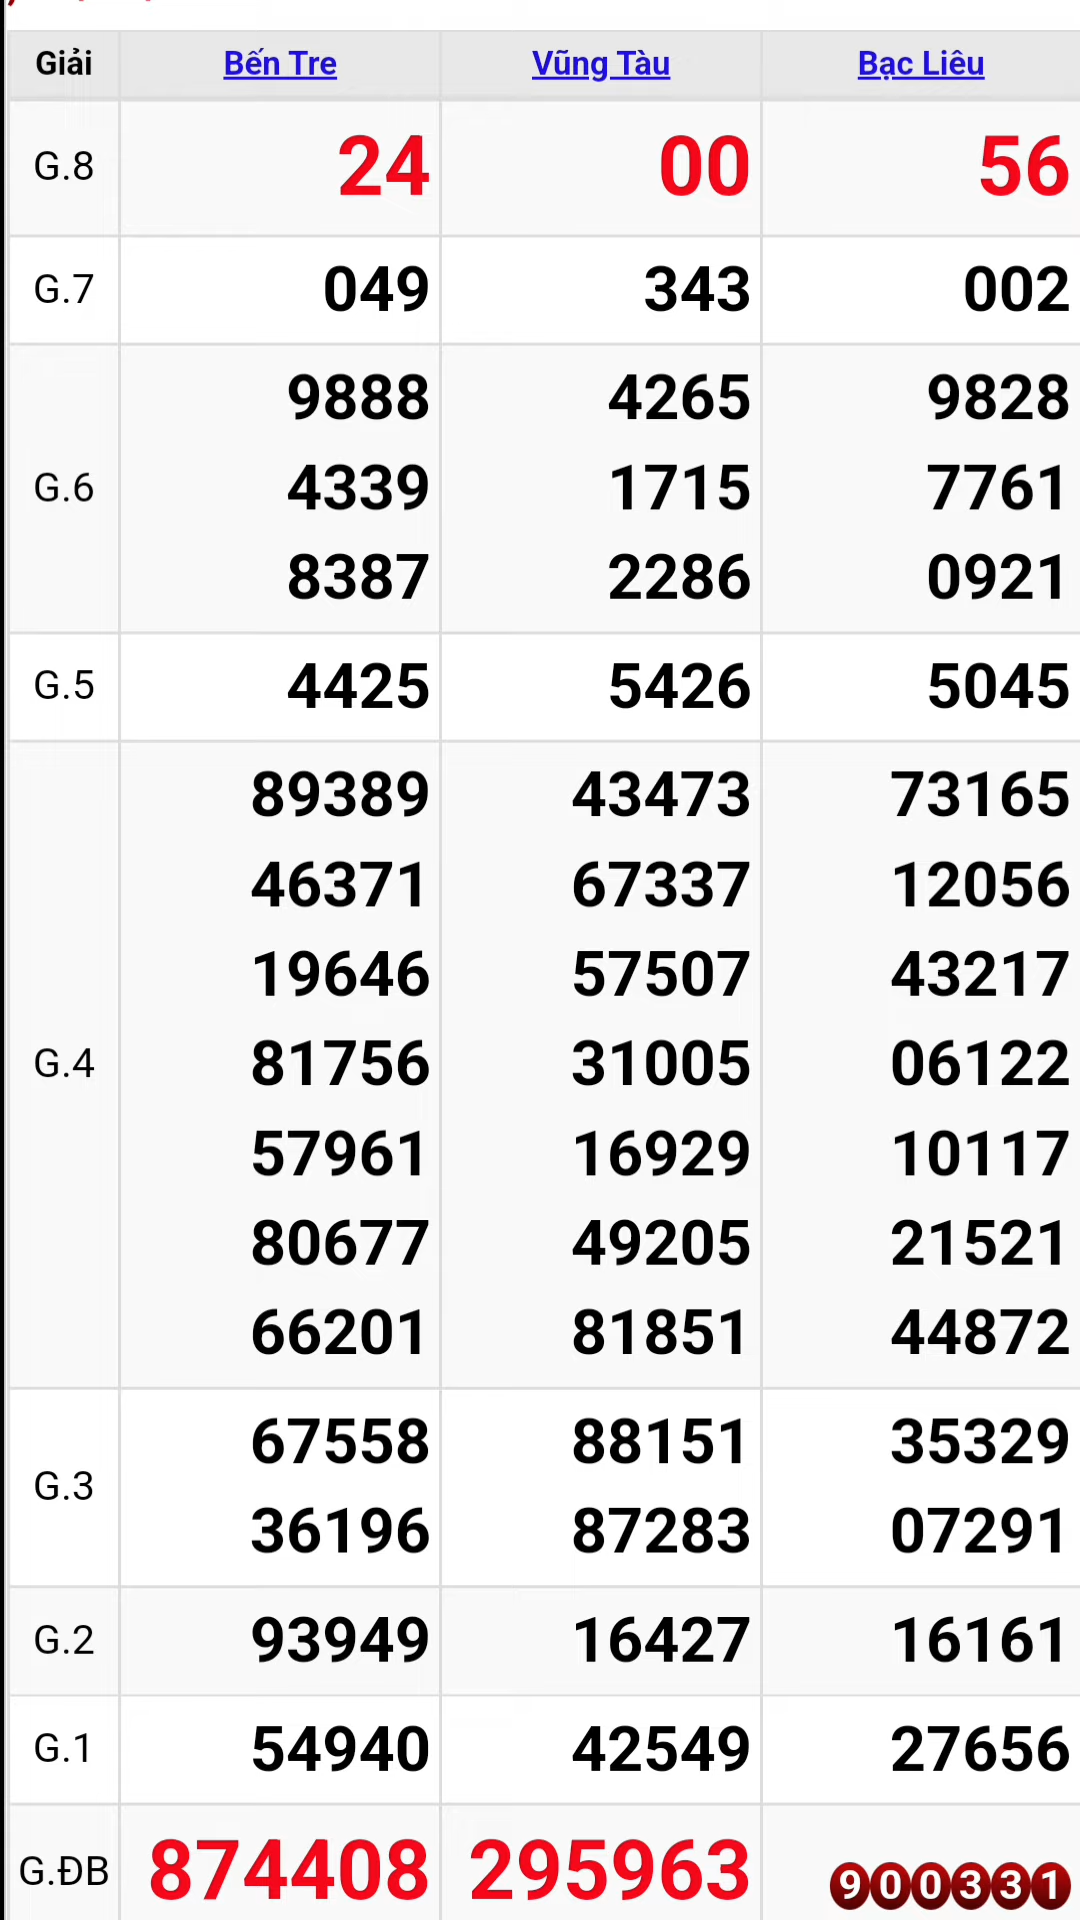 Giải Bến Tre Vũng Tàu Bạc Liêu
G.8 24 00 56
G.7 049 343 002
9888 4265 9828
G.6 4339 1715 7761
8387 2286 0921
G.5 4425 5426 5045
89389 43473 73165
46371 67337 12056
19646 57507 43217
G.4 81756 31005 06122
57961 16929 10117
80677 49205 21521
66201 81851 44872
G.3
67558 88151 35329
36196 87283 07291
G.2 93949 16427 16161
G.1 54940 42549 27656
G.ĐB 874408 295963 900331